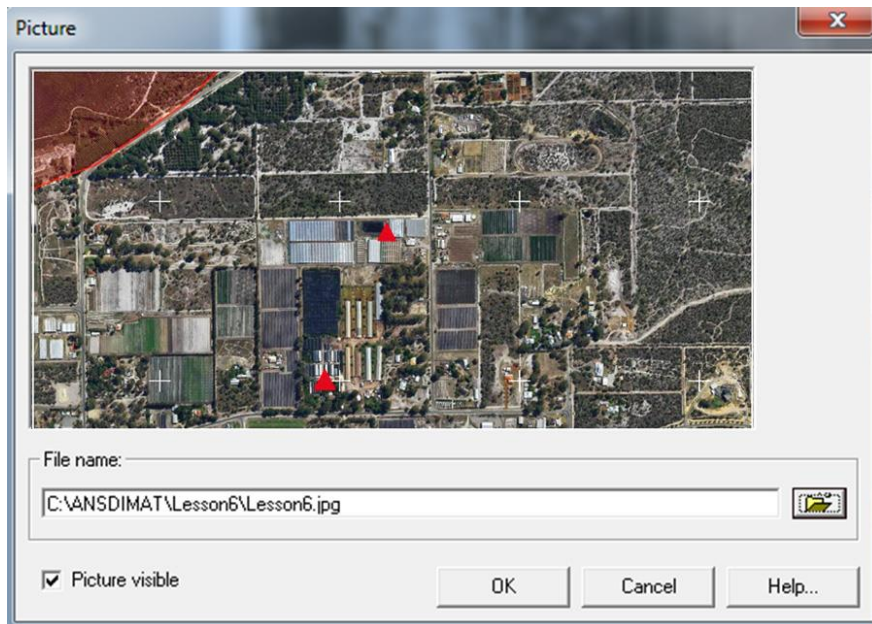 Picture
File name:
C:\ANSDIMAT\Lesson6\Lesson6.jpg
Picture visible
OK
Cancel
Help...